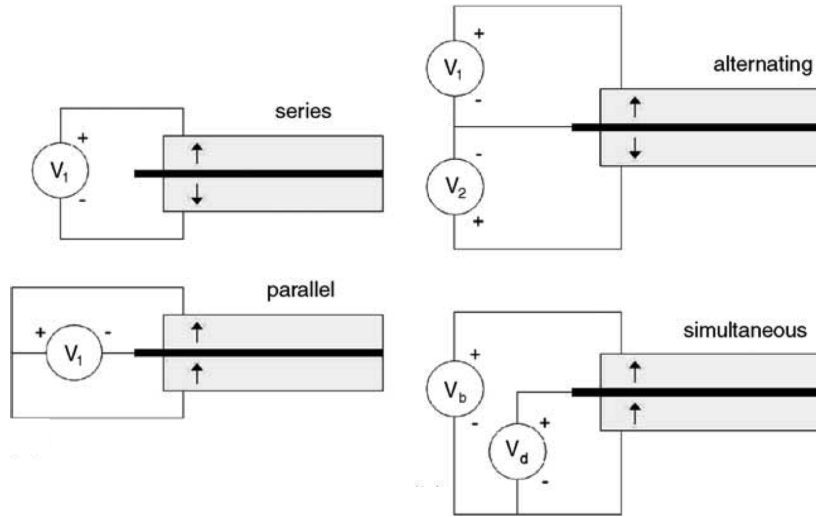 series
+
V1
-
parallel
+
-
V1
alternating
+
V1
-
-
V2
+
simultaneous
+
Vb
-
+
Vd
-